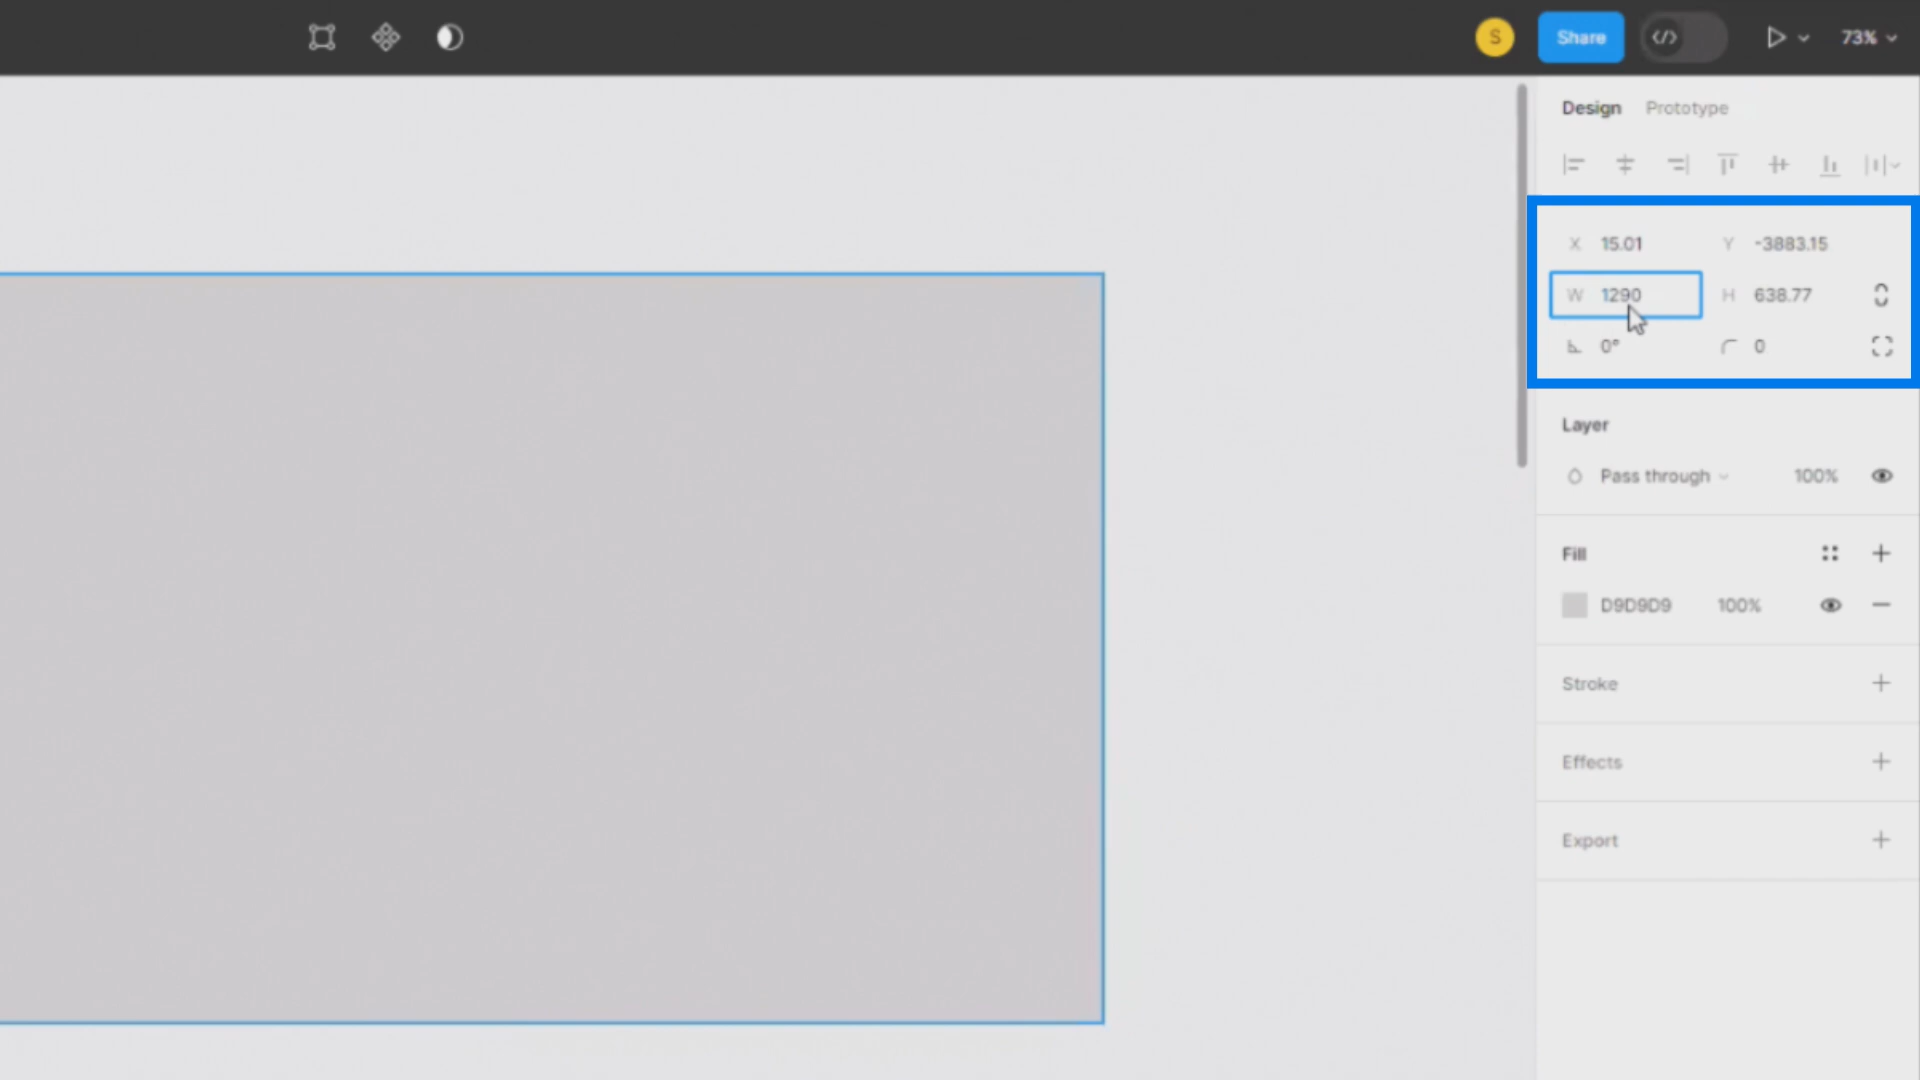 S Share 73%
Design Prototype
X 15.01 Y -3883.15
W 1290 H 638.77
0° 0
Layer
Pass through 100%
Fill
D9D9D9 100%
Stroke
Effects
Export